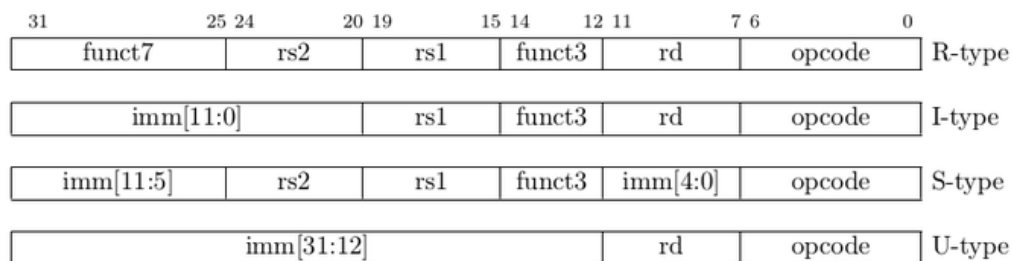 31 25 24 20 19 15 14 12 11 7 6 0
funct7 rs2 rs1 funct3 rd opcode R-type
imm[11:0] rs1 funct3 rd opcode I-type
imm[11:5] rs2 rs1 funct3 imm[4:0] opcode S-type
imm[31:12] rd opcode U-type